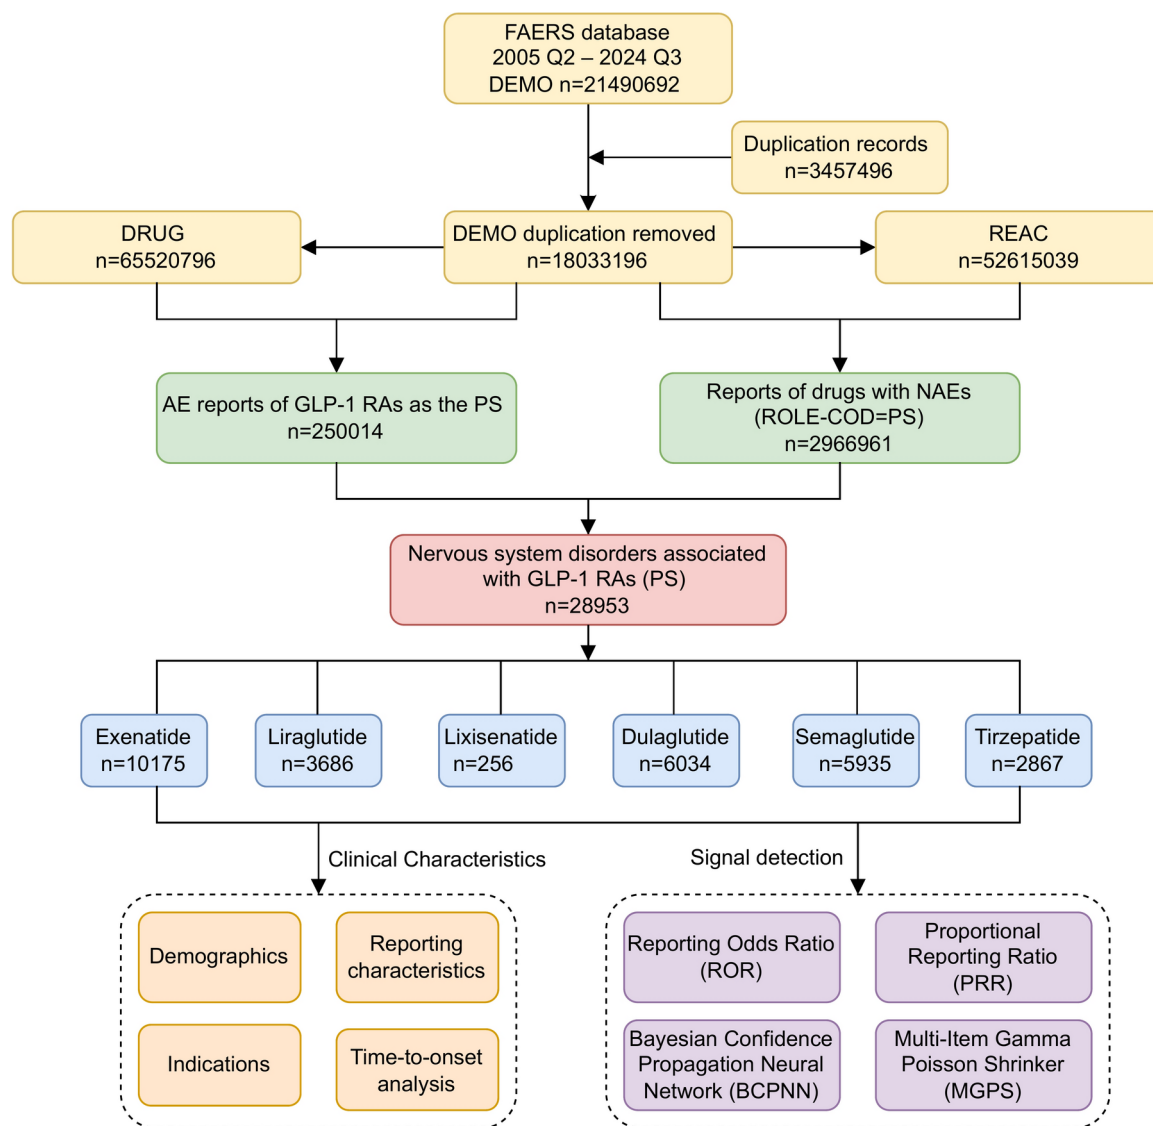 FAERS database
2005 Q2 – 2024 Q3
DEMO n=21490692
Duplication records
n=3457496
DRUG
n=65520796
DEMO duplication removed
n=18033196
REAC
n=52615039
AE reports of GLP-1 RAs as the PS
n=250014
Reports of drugs with NAEs
(ROLE-COD=PS)
n=2966961
Nervous system disorders associated
with GLP-1 RAs (PS)
n=28953
Exenatide
n=10175
Liraglutide
n=3686
Lixisenatide
n=256
Dulaglutide
n=6034
Semaglutide
n=5935
Tirzepatide
n=2867
Clinical Characteristics
Signal detection
Demographics
Reporting
characteristics
Indications
Time-to-onset
analysis
Reporting Odds Ratio
(ROR)
Proportional
Reporting Ratio
(PRR)
Bayesian Confidence
Propagation Neural
Network (BCPNN)
Multi-Item Gamma
Poisson Shrinker
(MGPS)